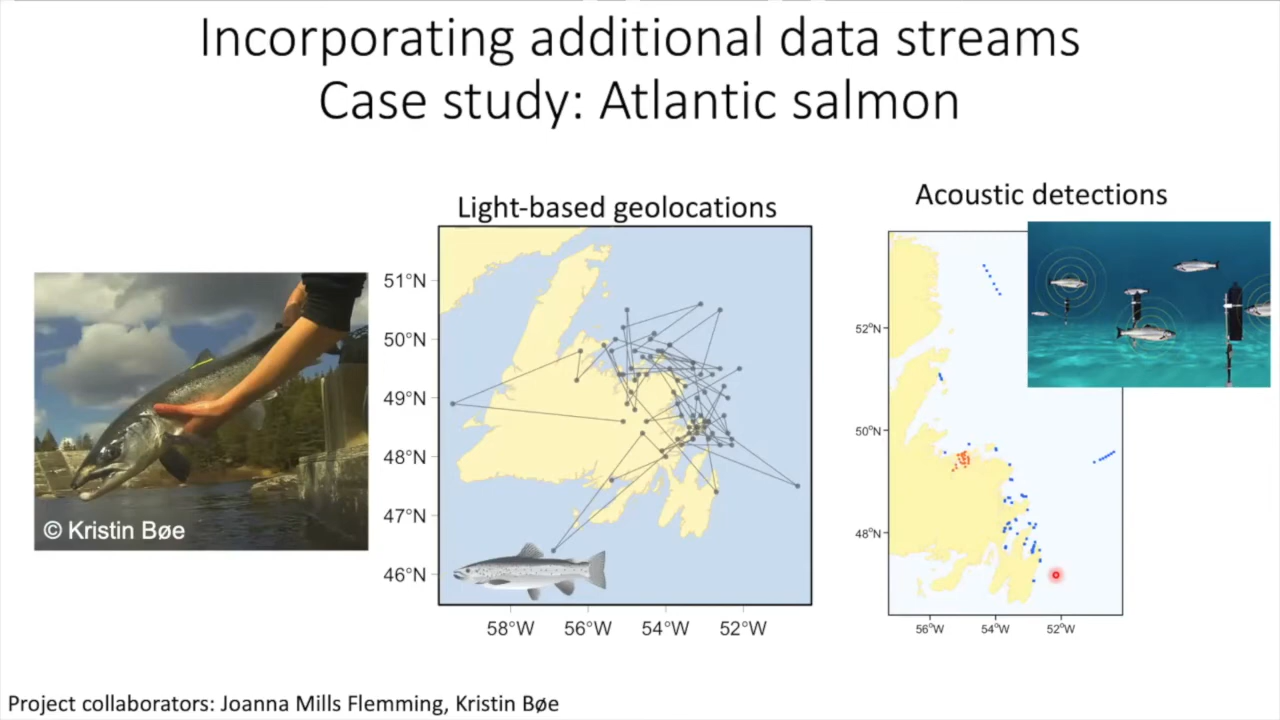 Incorporating additional data streams
Case study: Atlantic salmon
© Kristin Bøe
Light-based geolocations
51°N
50°N
49°N
48°N
47°N
46°N
58°W 56°W 54°W 52°W
Acoustic detections
52°N
50°N
48°N
56°W 54°W 52°W
Project collaborators: Joanna Mills Flemming, Kristin Bøe